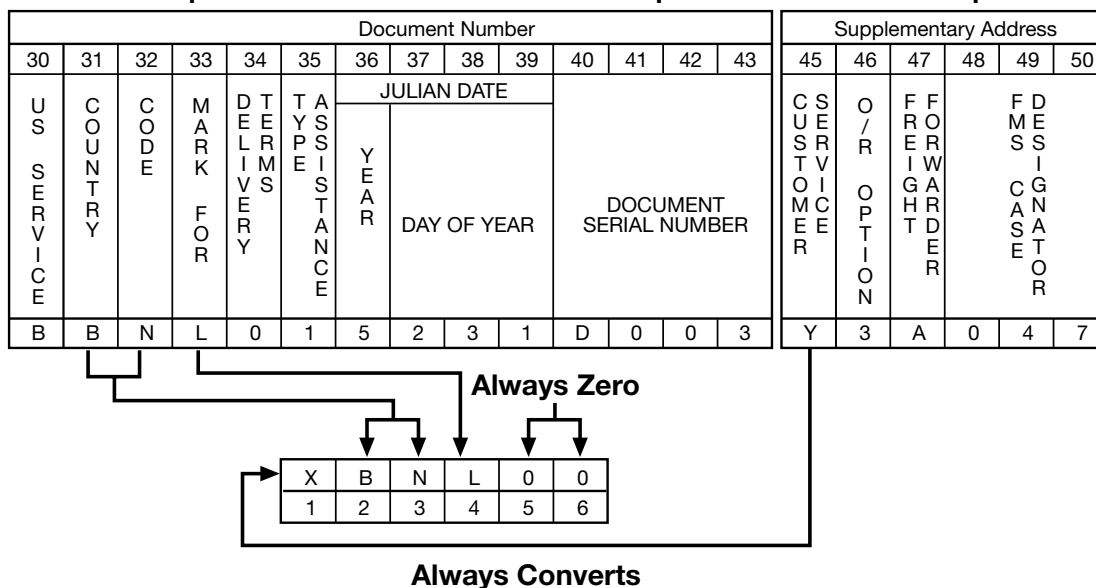 Document Number
Supplementary Address
30 31 32 33 34 35 36 37 38 39 40 41 42 43
45 46 47 48 49 50
US SERVICE
COUNTRY
CODE
MARK FOR
DELIVERY TERMS
TYPE ASSISTANCE
JULIAN DATE
YEAR
DAY OF YEAR
DOCUMENT
SERIAL NUMBER
CUSTOMER SERVICE
O/R OPTION
FREIGHT FORWARDER
FMS CASE DESIGNATOR
B B N L 0 1 5 2 3 1 D 0 0 3
Y 3 A 0 4 7
Always Zero
X B N L 0 0
1 2 3 4 5 6
Always Converts